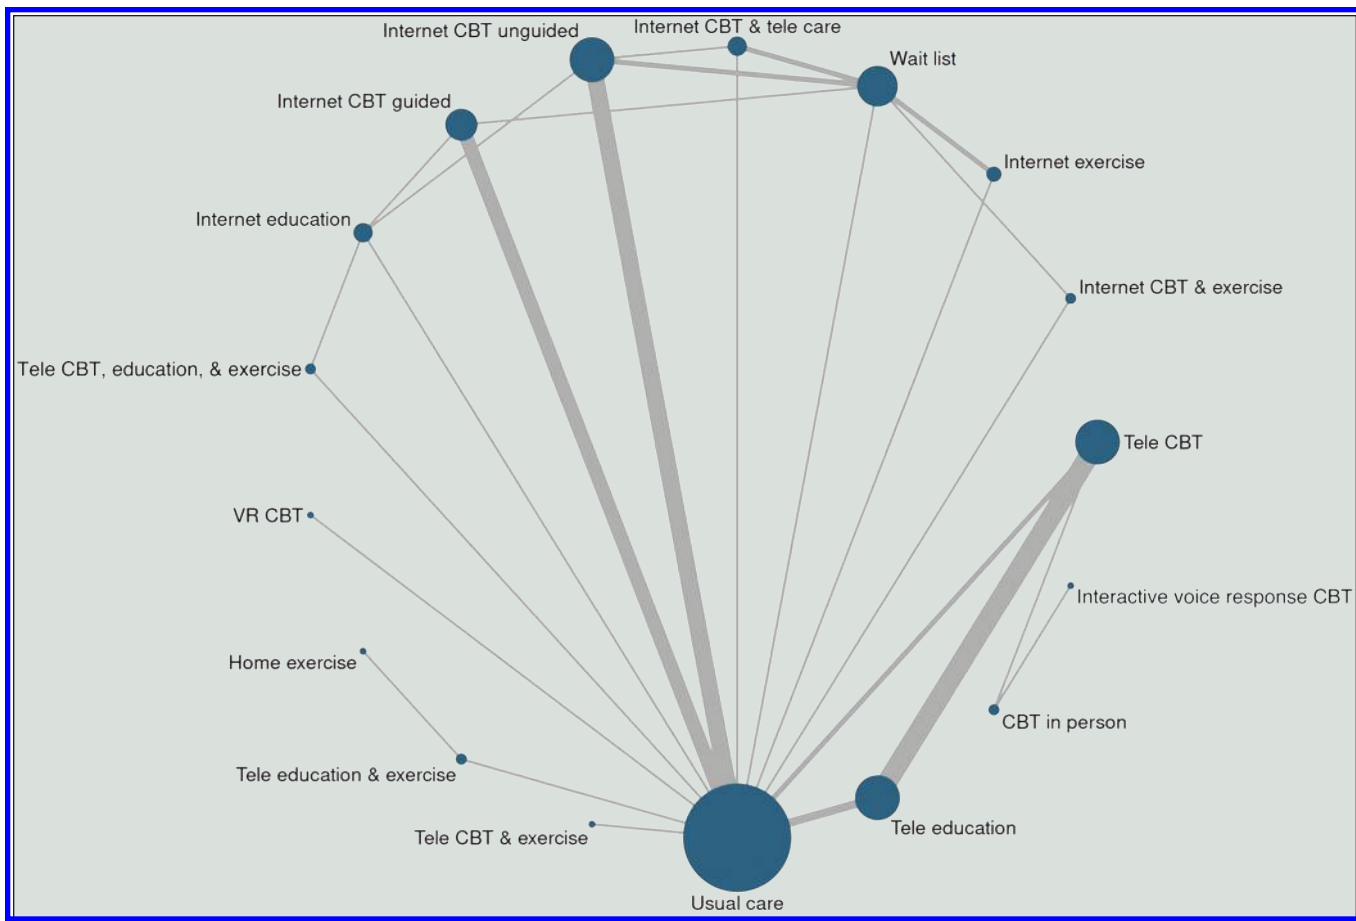 Internet CBT & tele care
Internet CBT unguided
Wait list
Internet CBT guided
Internet exercise
Internet education
Internet CBT & exercise
Tele CBT, education, & exercise
Tele CBT
VR CBT
Interactive voice response CBT
Home exercise
CBT in person
Tele education & exercise
Tele education
Tele CBT & exercise
Usual care